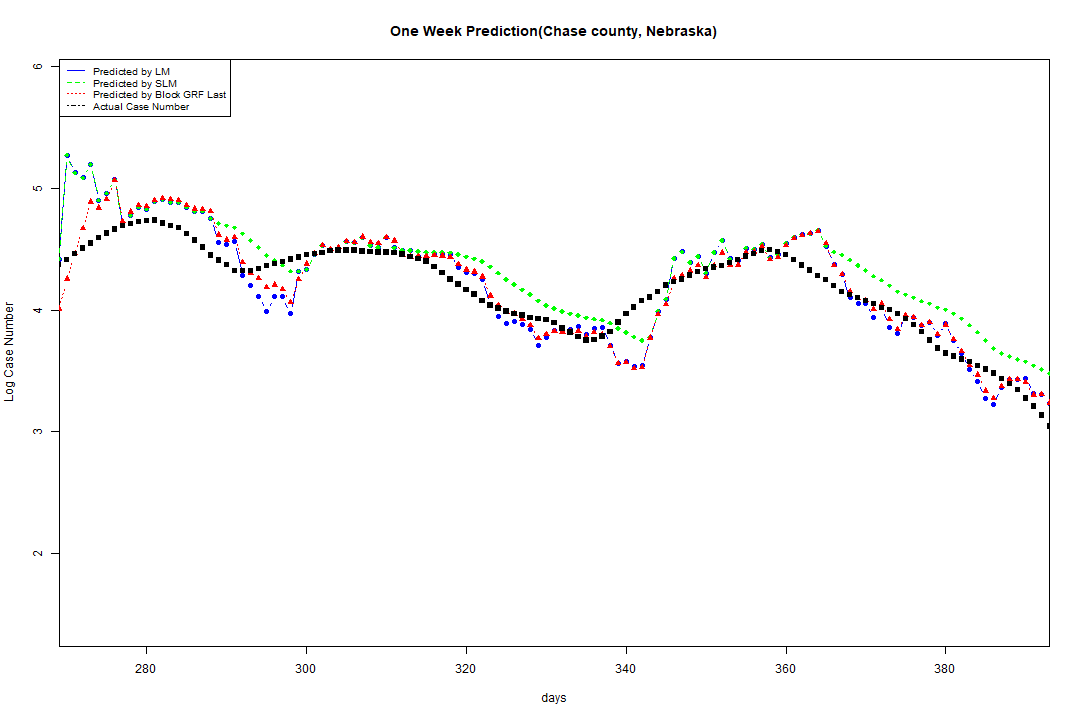 One Week Prediction(Chase county, Nebraska)
Predicted by LM
Predicted by SLM
Predicted by Block GRF Last
Actual Case Number
6
5
4
3
2
Log Case Number
280 300 320 340 360 380
days